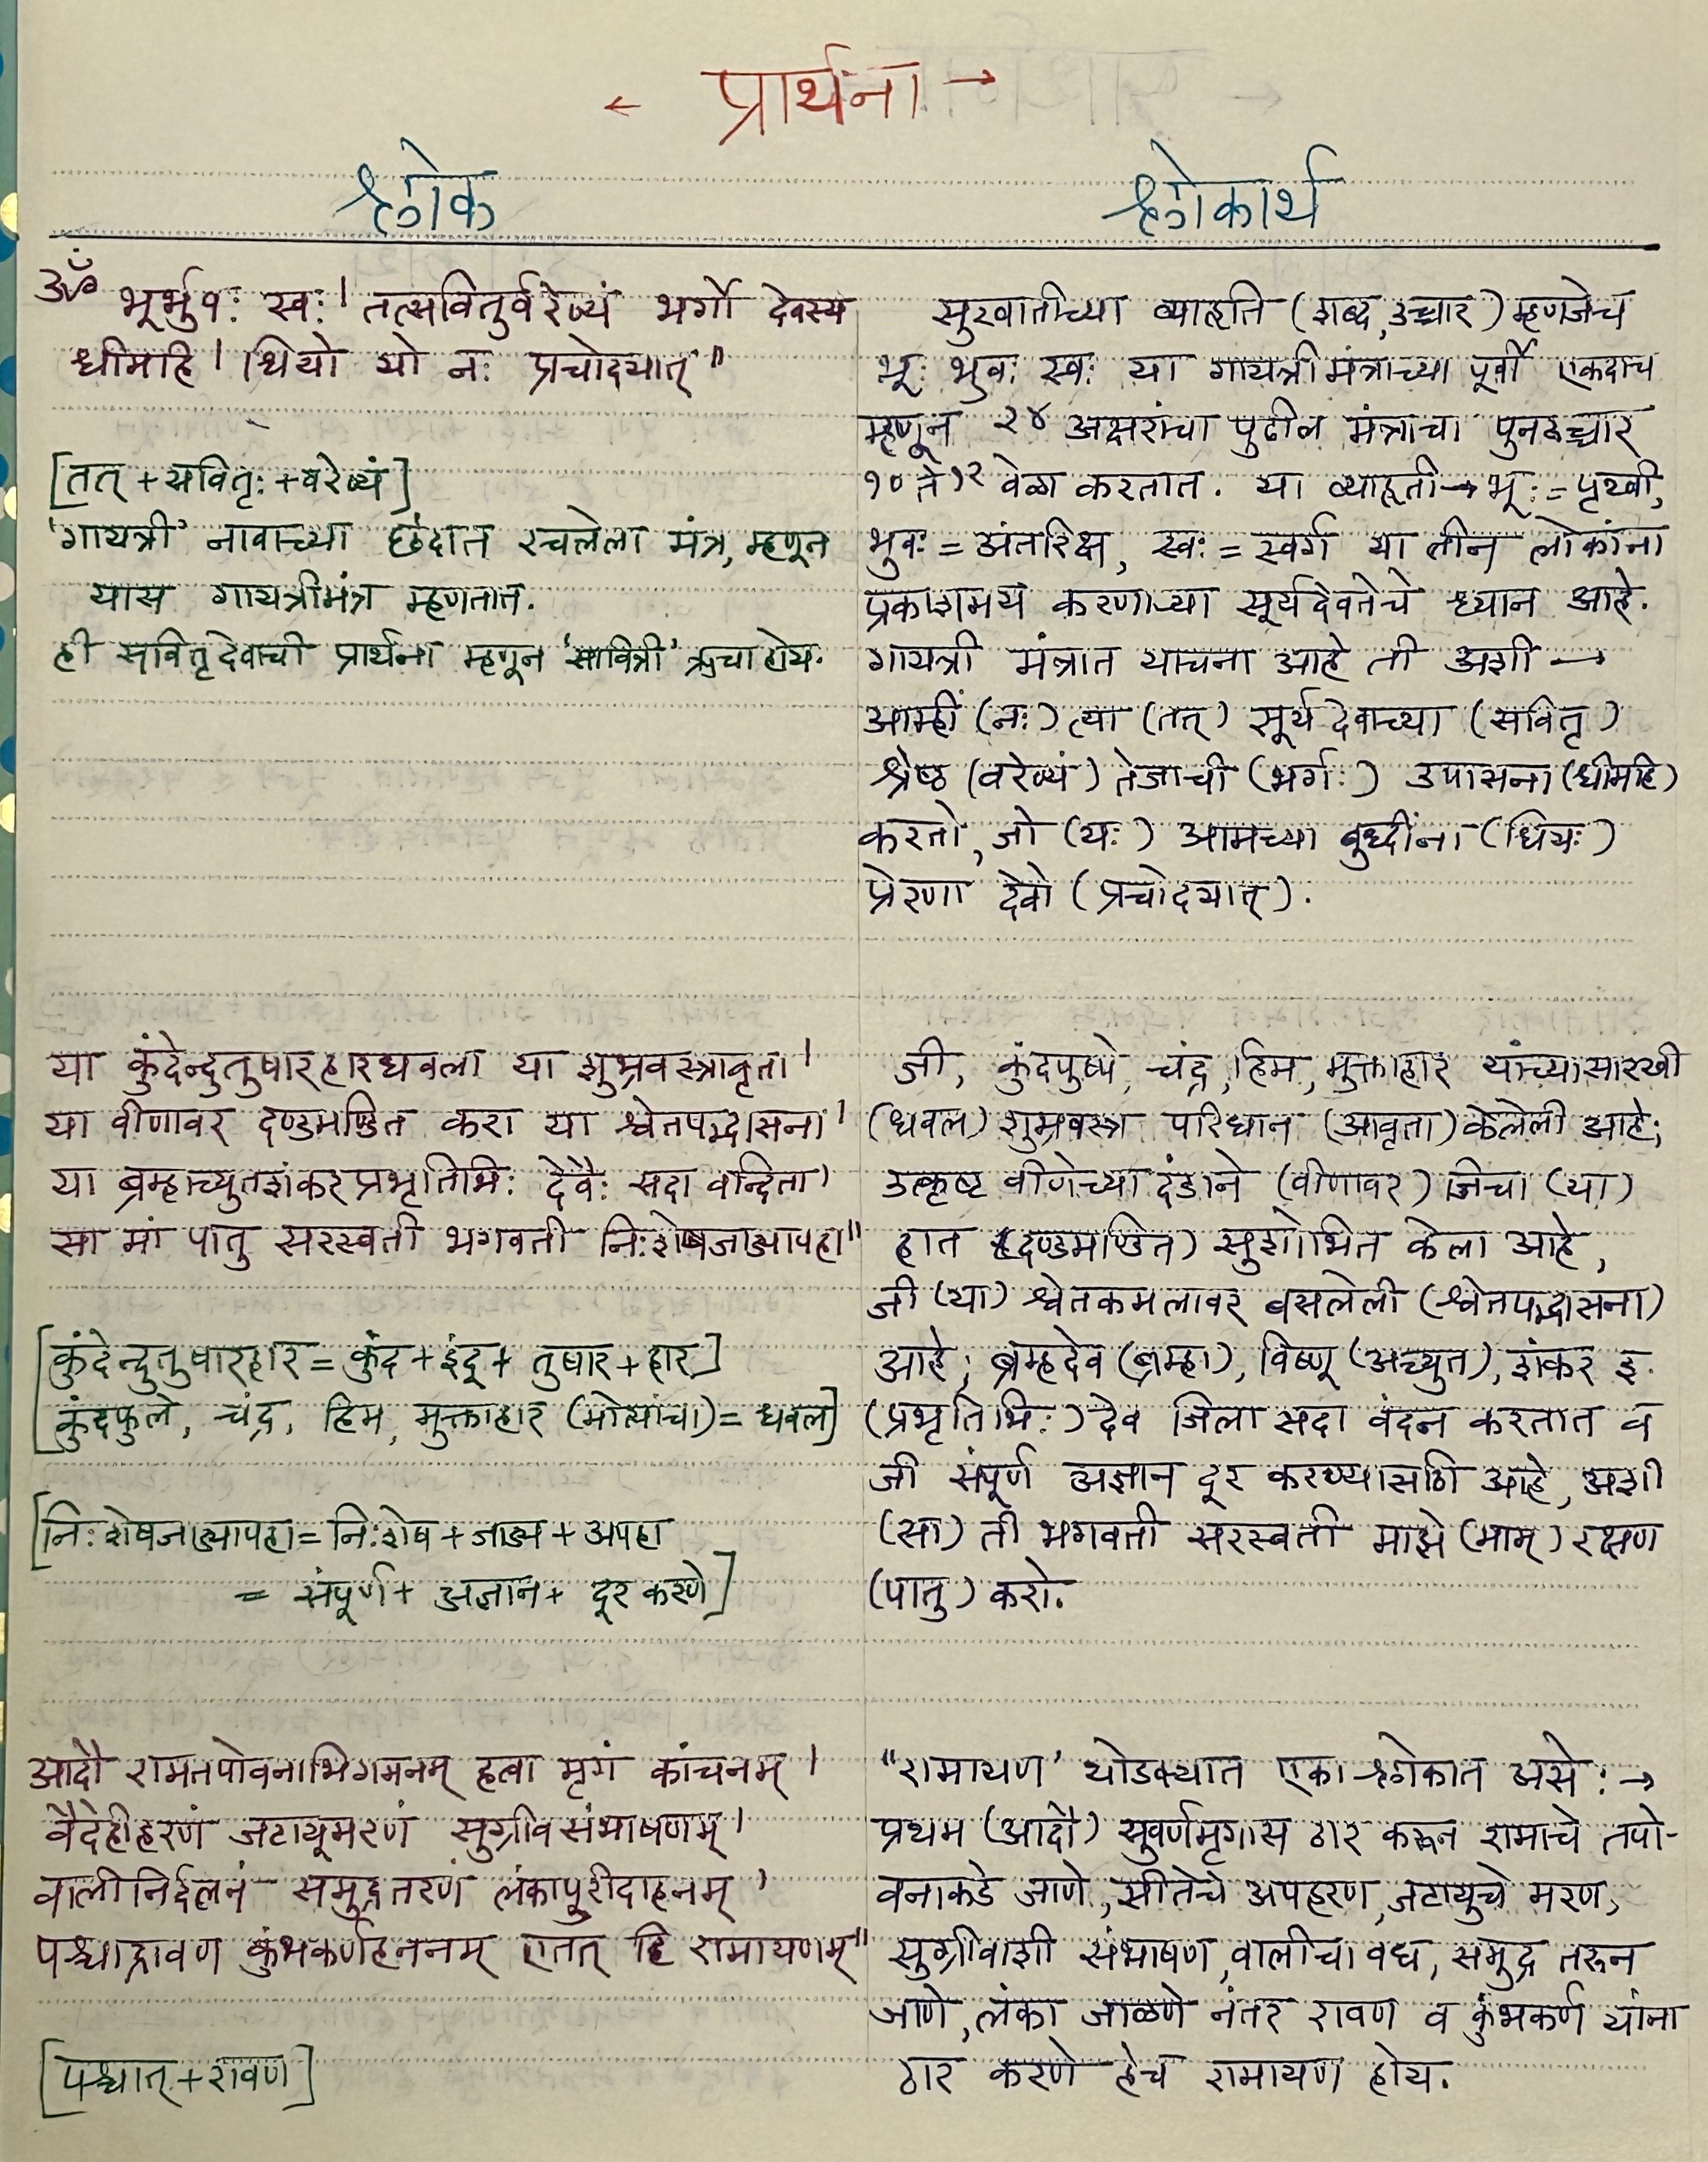 ← प्रार्थना →
श्लोक
श्लोकार्थ
ॐ भूर्भुवः स्वः। तत्सवितुर्वरेण्यं भर्गो देवस्य
धीमहि। धियो यो नः प्रचोदयात्॥
[तत् + सवितृः + वरेण्यं]
'गायत्री' नावाच्या छंदात रचलेला मंत्र, म्हणून
यास गायत्रीमंत्र म्हणतात.
ही सवितृदेवाची प्रार्थना म्हणून 'सावित्री' ऋचा होय.
सुरवातीच्या व्याहृति (शब्द, उच्चार) म्हणजेच
भूः भुवः स्वः या गायत्री मंत्राच्या पूर्वी एकदाच
म्हणून २४ अक्षरांचा पुढील मंत्राचा पुनरुच्चार
१० ते १२ वेळा करतात. या व्याहृती → भूः = पृथ्वी,
भुवः = अंतरिक्ष, स्वः = स्वर्ग या तीन लोकांना
प्रकाशमय करणाऱ्या सूर्यदेवतेचे ध्यान आहे.
गायत्री मंत्रात याचना आहे ती अशी →
आम्ही (नः) त्या (तत्) सूर्यदेवाच्या (सवितृ)
श्रेष्ठ (वरेण्यं) तेजाची (भर्गः) उपासना (धीमहि)
करतो, जो (यः) आमच्या बुद्धींना (धियः)
प्रेरणा देवो (प्रचोदयात्).
या कुंदेन्दुतुषारहारधवला या शुभ्रवस्त्रावृता।
या वीणावर दण्डमण्डित करा या श्वेतपद्मासना।
या ब्रम्हाच्युतशंकर प्रभृतिभिः देवैः सदा वन्दिता।
सा मां पातु सरस्वती भगवती निःशेषजाड्यापहा॥
[कुंदेन्दुतुषारहार = कुंद + इंदू + तुषार + हार]
[कुंदफुले, चंद्र, हिम, मुक्ताहार (मोत्यांचा) = धवल]
[निःशेषजाड्यापहा = निःशेष + जाड्य + अपहा
= संपूर्ण + अज्ञान + दूर करणे]
जी, कुंदपुष्पे, चंद्र, हिम, मुक्ताहार यांच्यासारखी
(धवल) शुभ्रवस्त्र परिधान (आवृता) केलेली आहे;
उत्कृष्ट वीणेच्या दंडाने (वीणावर) जिचा (या)
हात (दण्डमण्डित) सुशोभित केला आहे,
जी (या) श्वेतकमलावर बसलेली (श्वेतपद्मासना)
आहे; ब्रम्हदेव (ब्रम्हा), विष्णू (अच्युत), शंकर इ.
(प्रभृतिभिः) देव जिला सदा वंदन करतात व
जी संपूर्ण अज्ञान दूर करण्यासाठी आहे, अशी
(सा) ती भगवती सरस्वती माझे (माम्) रक्षण
(पातु) करो.
आदौ रामतपोवनाभिगमनम् हत्वा मृगं कांचनम्।
वैदेहीहरणं जटायूमरणं सुग्रीवसंभाषणम्।
वालीनिर्दलनं समुद्रतरणं लंकापुरीदाहनम्।
पश्चाद्रावण कुंभकर्णहननम् एतत् हि रामायणम्॥
[पश्चात् + रावण]
"रामायण' थोडक्यात एका श्लोकात असे :→
प्रथम (आदौ) सुवर्णमृगास ठार करून रामाचे तपो-
वनाकडे जाणे, सीतेचे अपहरण, जटायुचे मरण,
सुग्रीवाशी संभाषण, वालीचा वध, समुद्र तरून
जाणे, लंका जाळणे नंतर रावण व कुंभकर्ण यांना
ठार करणे हेच रामायण होय.